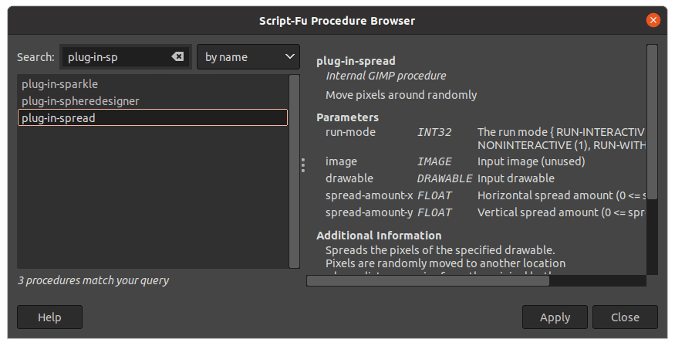 Script-Fu Procedure Browser
Search: plug-in-sp by name
plug-in-sparkle
plug-in-spheredesigner
plug-in-spread
3 procedures match your query
plug-in-spread
Internal GIMP procedure
Move pixels around randomly
Parameters
run-mode INT32 The run mode { RUN-INTERACTIV
NONINTERACTIVE (1), RUN-WITH
image IMAGE Input image (unused)
drawable DRAWABLE Input drawable
spread-amount-x FLOAT Horizontal spread amount (0 <= s
spread-amount-y FLOAT Vertical spread amount (0 <= spr
Additional Information
Spreads the pixels of the specified drawable.
Pixels are randomly moved to another location
Help Apply Close